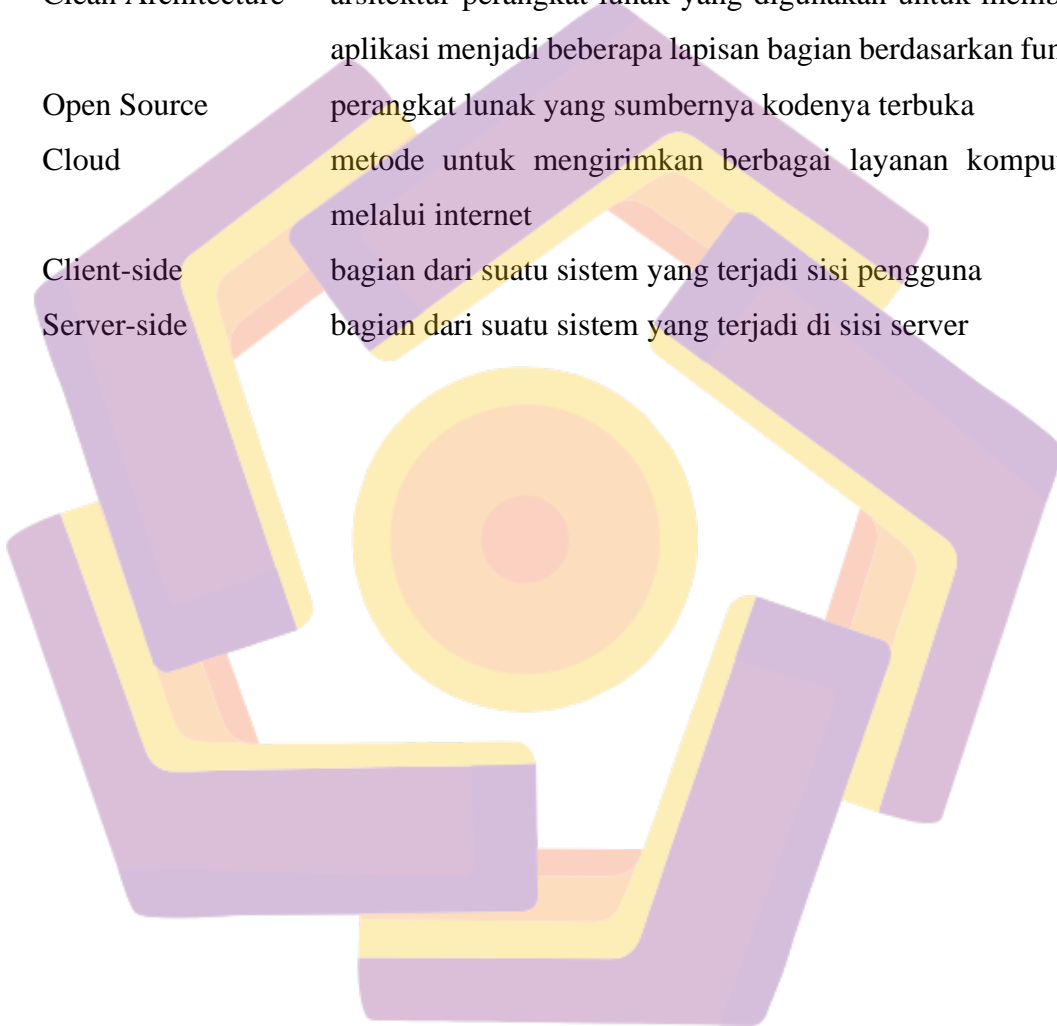 Clean Architecture arsitektur perangkat lunak yang digunakan untuk
aplikasi menjadi beberapa lapisan bagian berdasarkan
Open Source perangkat lunak yang sumbernya kodenya terbuka
Cloud metode untuk mengirimkan berbagai layanan
melalui internet
Client-side bagian dari suatu sistem yang terjadi sisi pengguna
Server-side bagian dari suatu sistem yang terjadi di sisi server